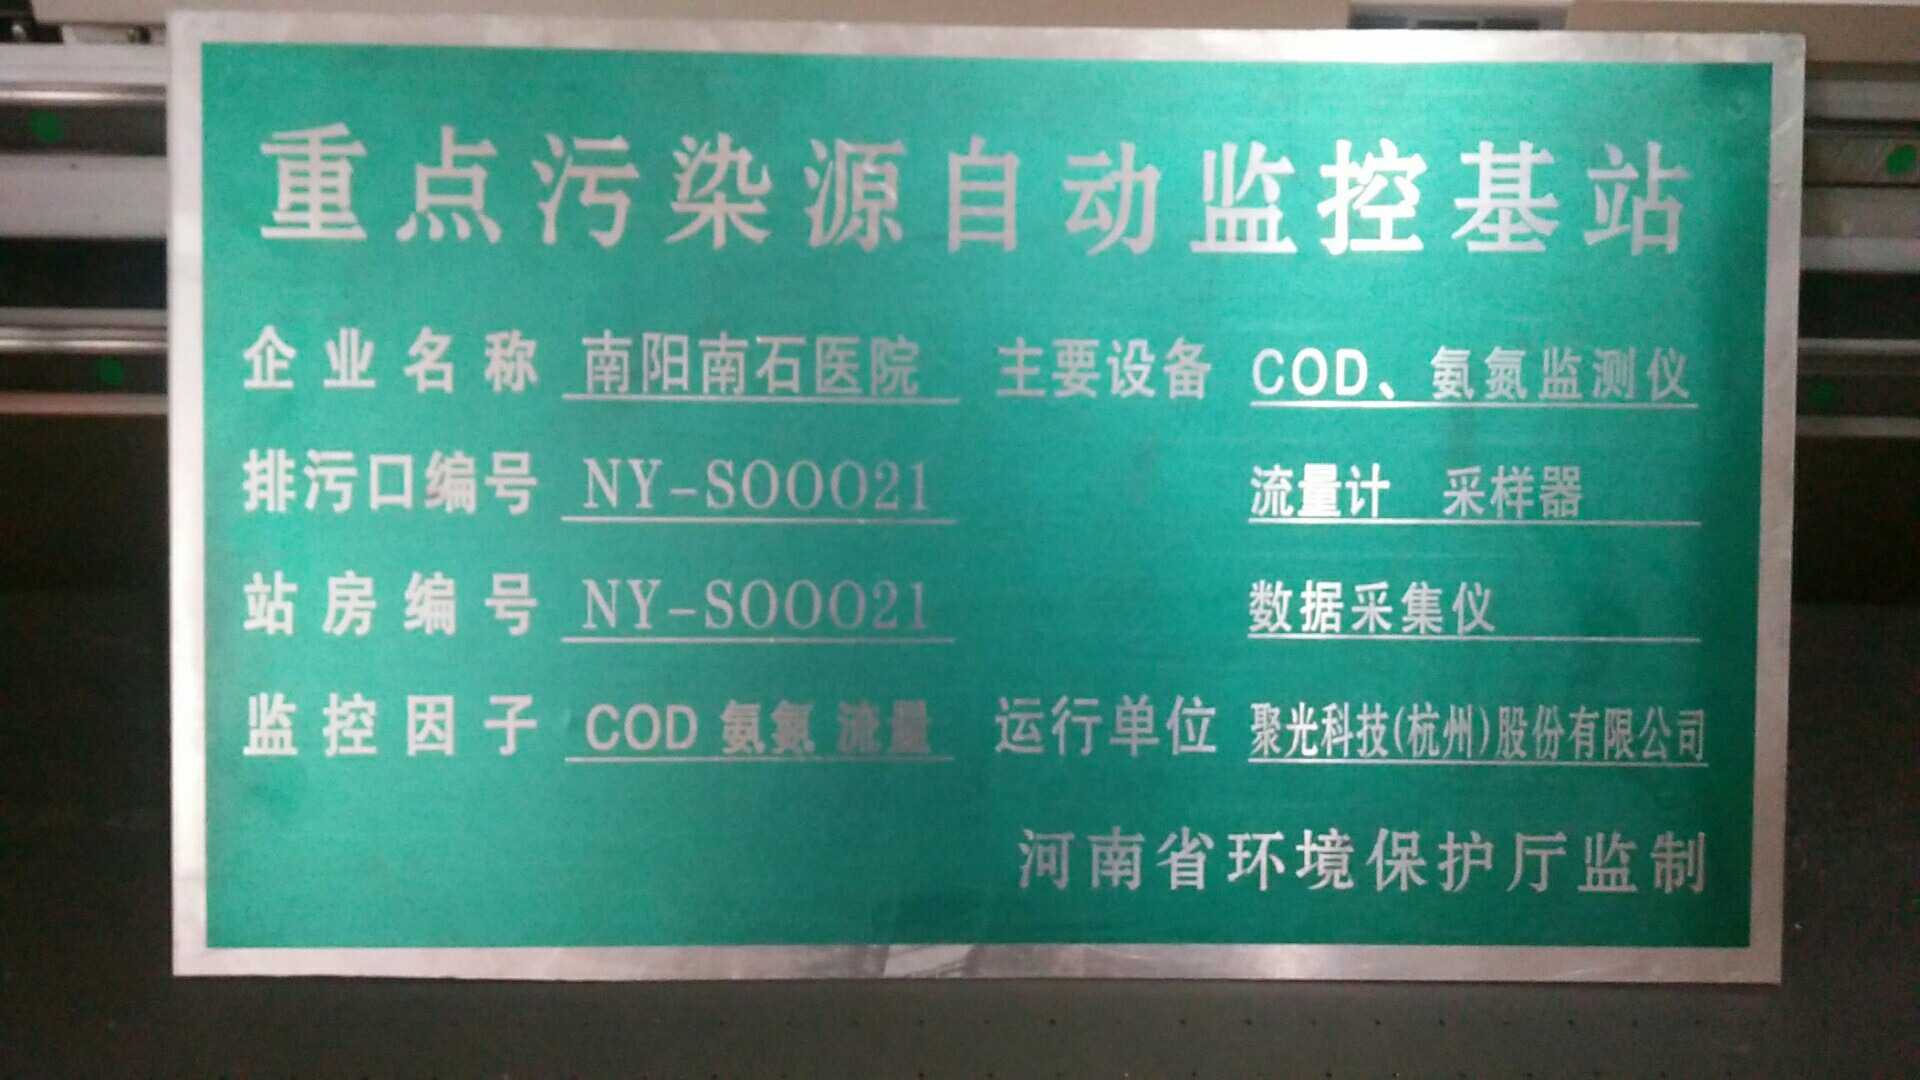 重点污染源自动监控基站
企业名称 南阳南石医院 主要设备 COD、氨氮监测仪
排污口编号 NY-SOOO21 流量计 采样器
站房编号 NY-SOOO21 数据采集仪
监控因子 COD 氨氮 流量 运行单位 聚光科技(杭州)股份有限公司
河南省环境保护厅监制